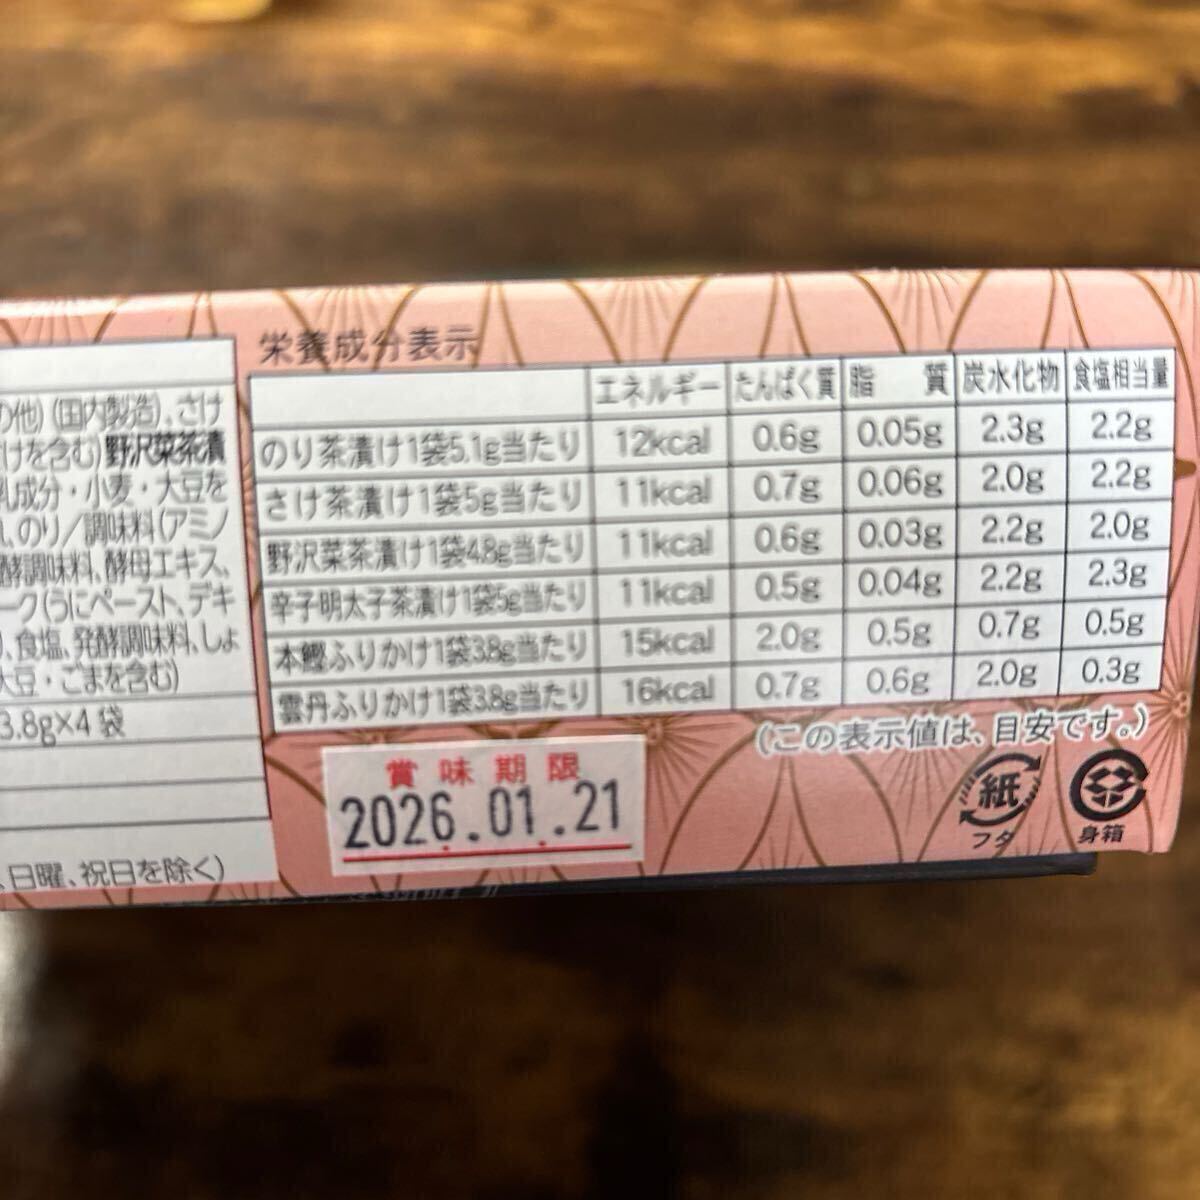 の他)(国内製造)、さけ
けを含む)野沢菜茶漬
乳成分・小麦・大豆を
、のり／調味料(アミノ
酵調味料、酵母エキス、
ーク(うにペースト、デキ
、食塩、発酵調味料、しょ
大豆・ごまを含む)
3.8g×4袋
、日曜、祝日を除く)
栄養成分表示
エネルギー たんぱく質 脂質 炭水化物 食塩相当量
のり茶漬け1袋5.1g当たり 12kcal 0.6g 0.05g 2.3g 2.2g
さけ茶漬け1袋5g当たり 11kcal 0.7g 0.06g 2.0g 2.2g
野沢菜茶漬け1袋4.8g当たり 11kcal 0.6g 0.03g 2.2g 2.0g
辛子明太子茶漬け1袋5g当たり 11kcal 0.5g 0.04g 2.2g 2.3g
本鰹ふりかけ1袋3.8g当たり 15kcal 2.0g 0.5g 0.7g 0.5g
雲丹ふりかけ1袋3.8g当たり 16kcal 0.7g 0.6g 2.0g 0.3g
(この表示値は、目安です。)
賞味期限
2026.01.21
紙
フタ
身箱